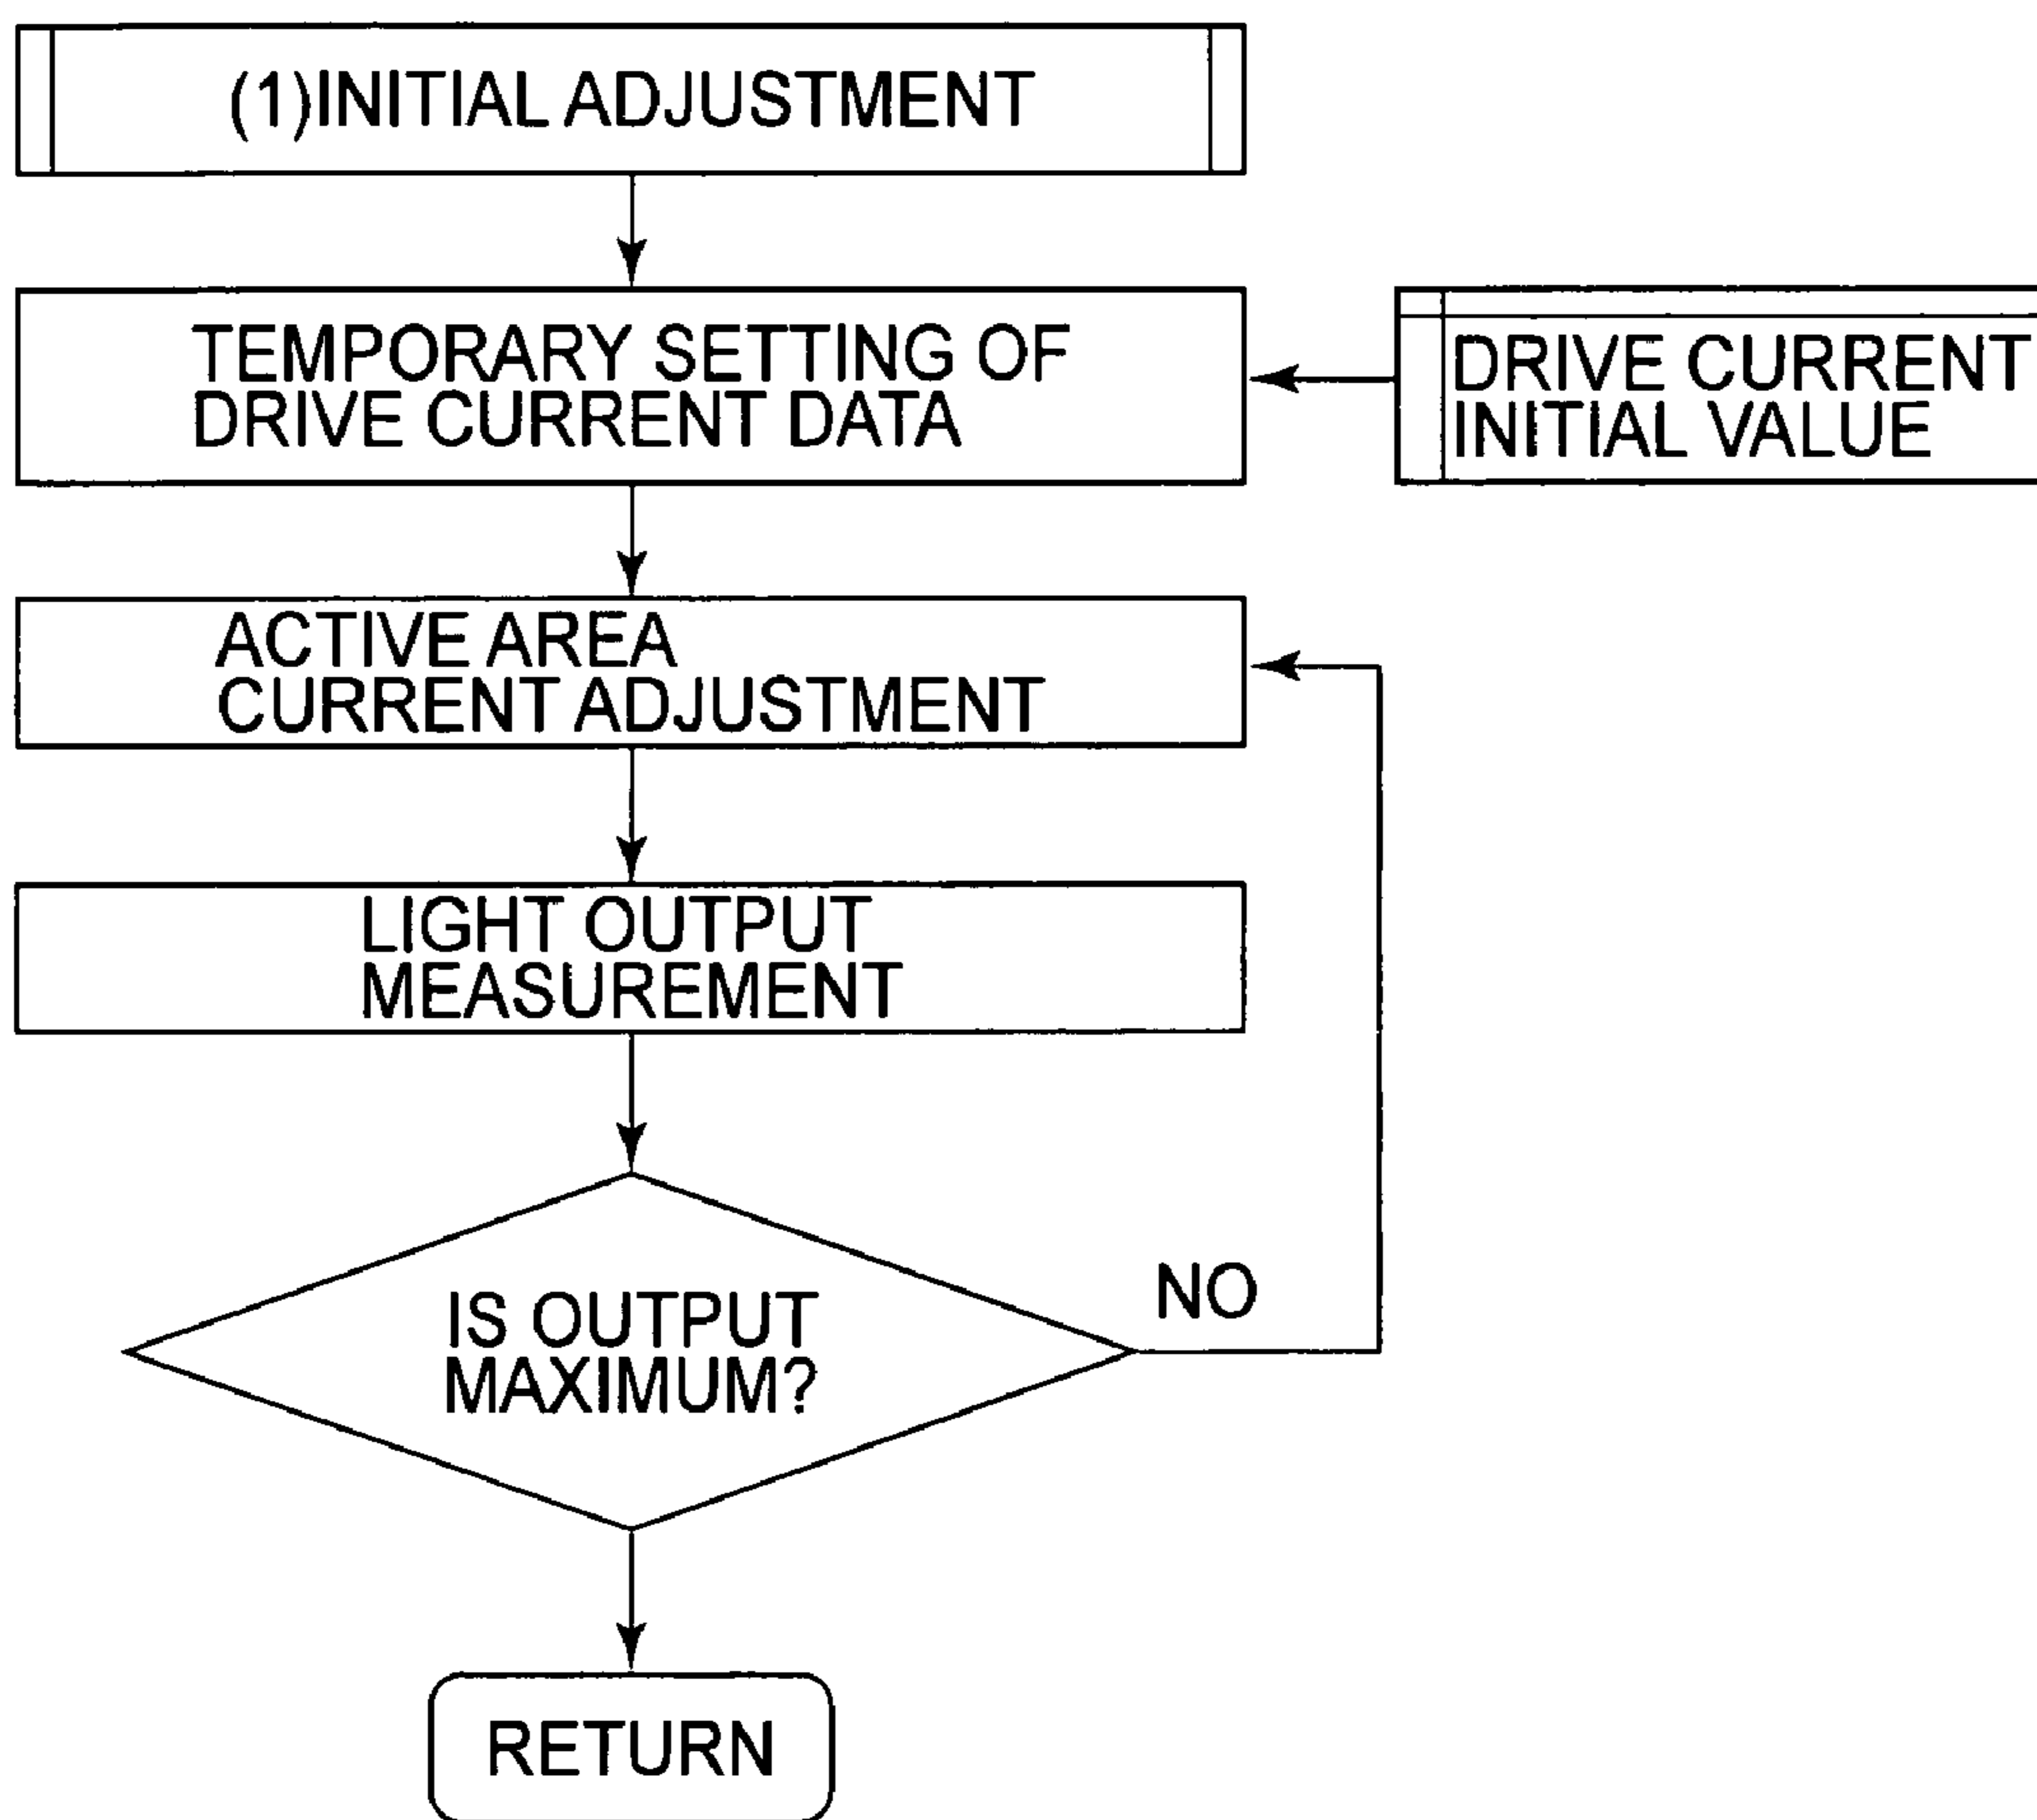 (1)INITIAL ADJUSTMENT
TEMPORARY SETTING OF
DRIVE CURRENT DATA
DRIVE CURRENT
INITIAL VALUE
ACTIVE AREA
CURRENT ADJUSTMENT
LIGHT OUTPUT
MEASUREMENT
IS OUTPUT
MAXIMUM?
NO
RETURN